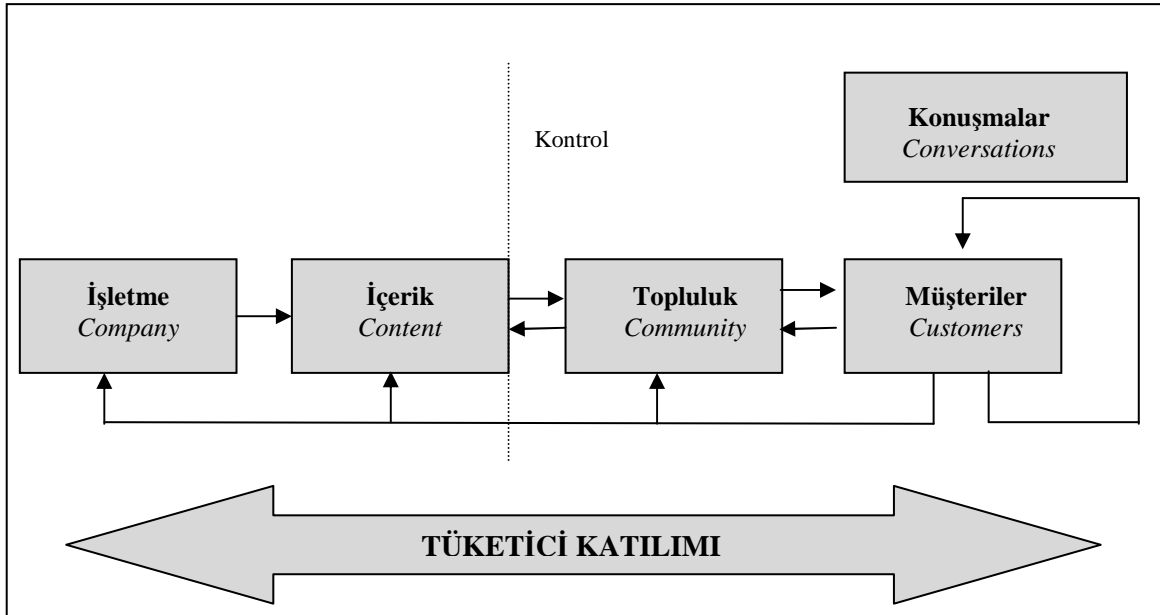 Konuşmalar
Conversations
Kontrol
İşletme
Company
İçerik
Content
Topluluk
Community
Müşteriler
Customers
TÜKETİCİ KATILIMI